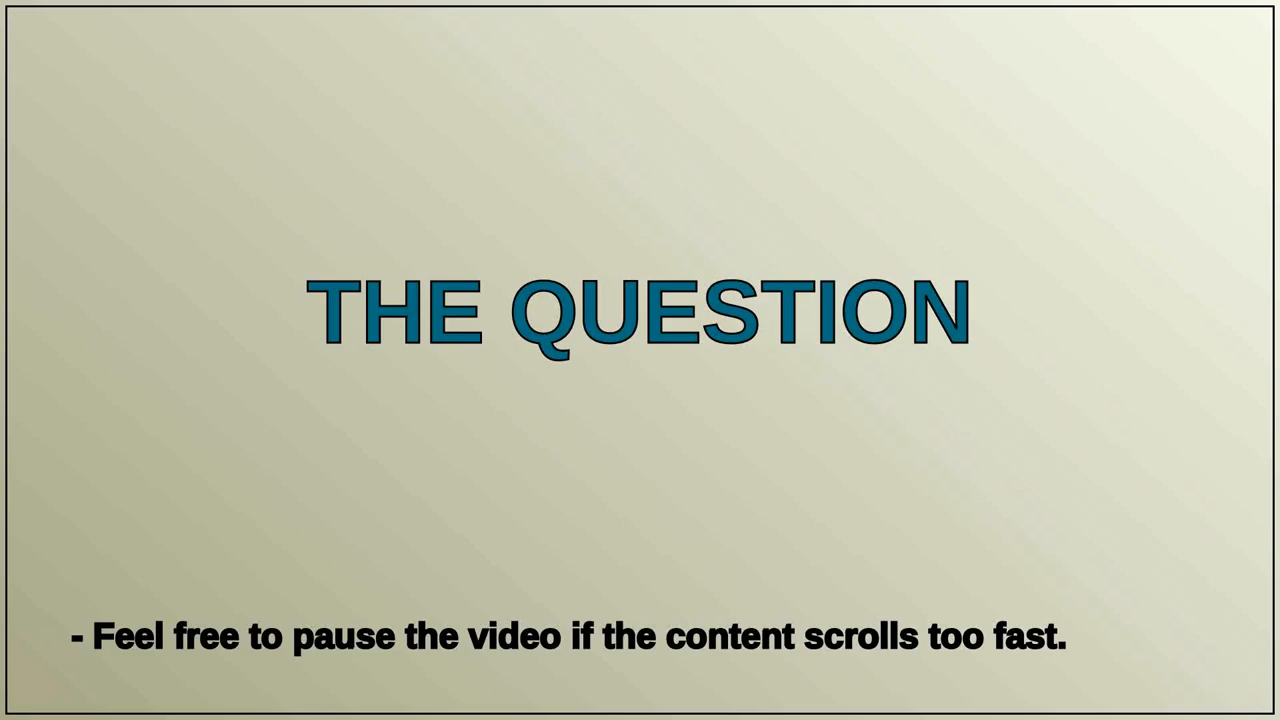 THE QUESTION
- Feel free to pause the video if the content scrolls too fast.